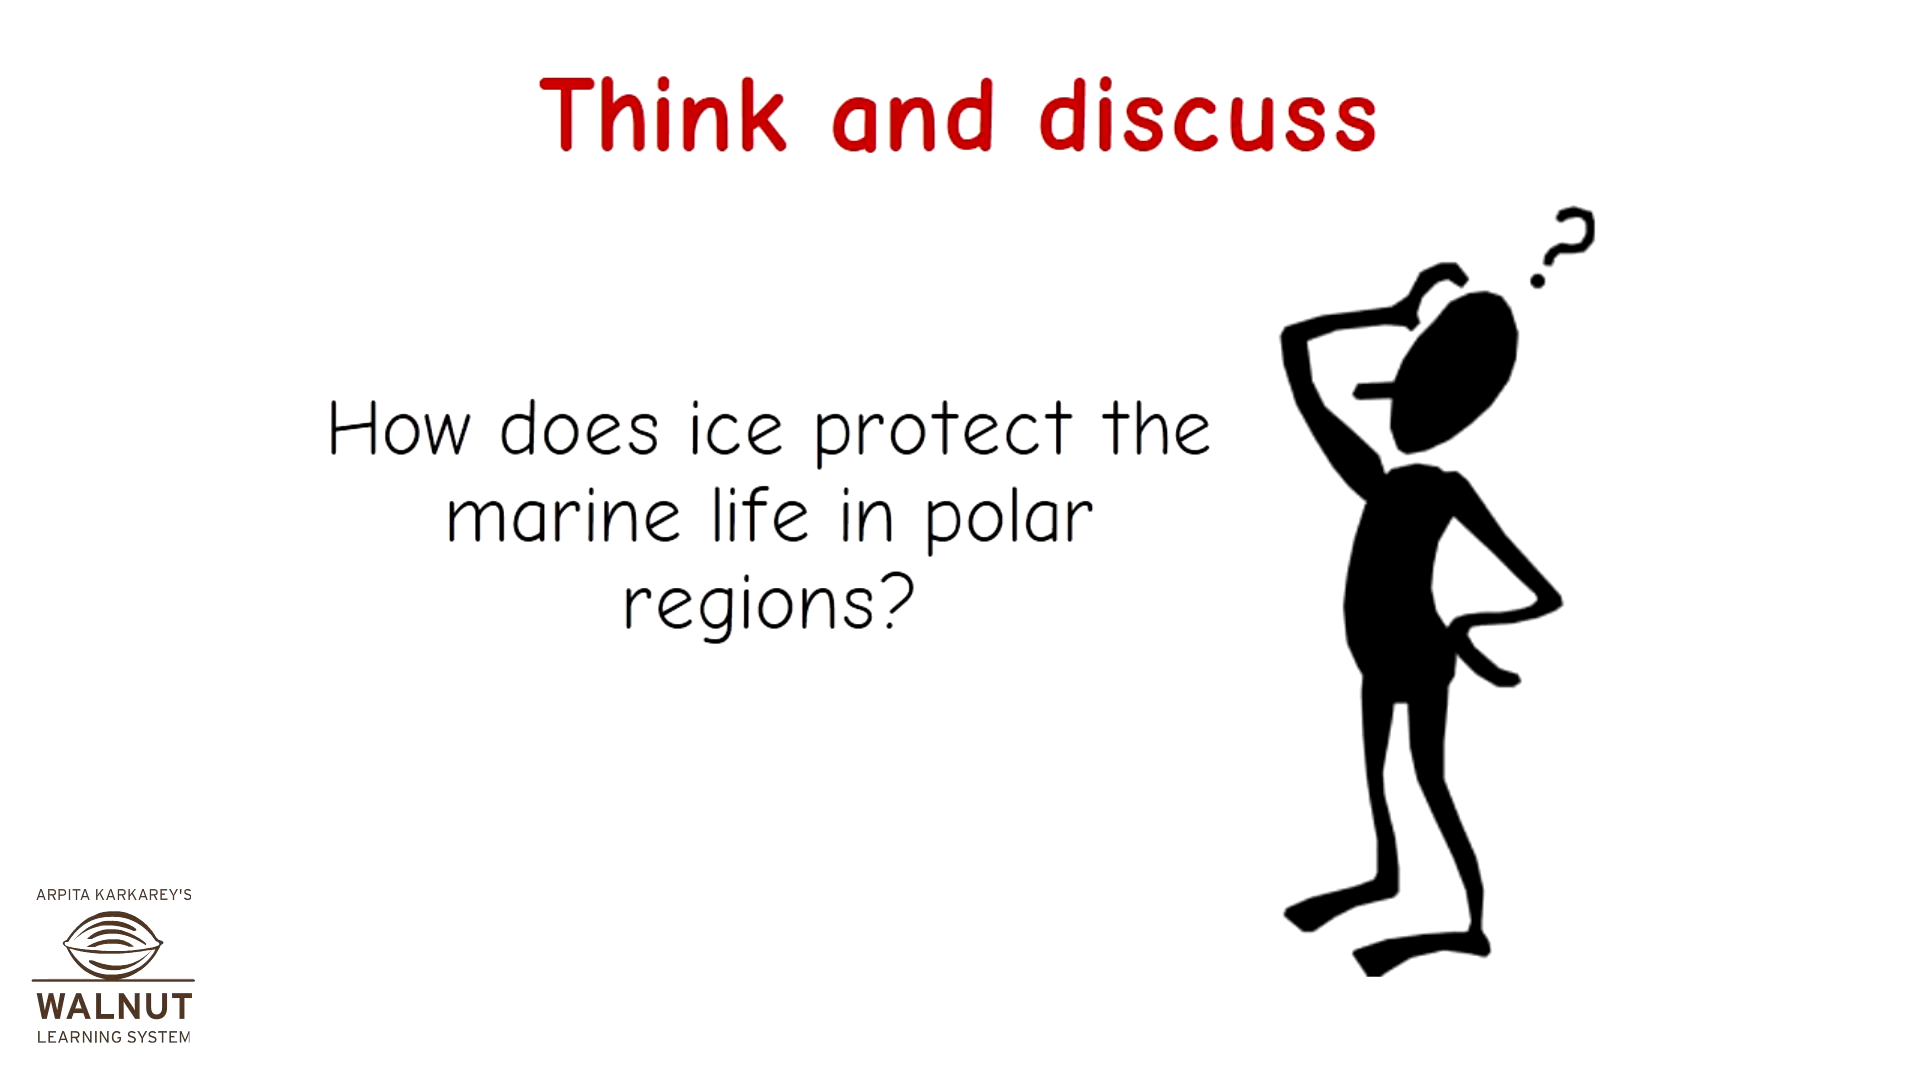 Think and discuss
How does ice protect the
marine life in polar
regions?
?
ARPITA KARKAREY'S
WALNUT
LEARNING SYSTEM